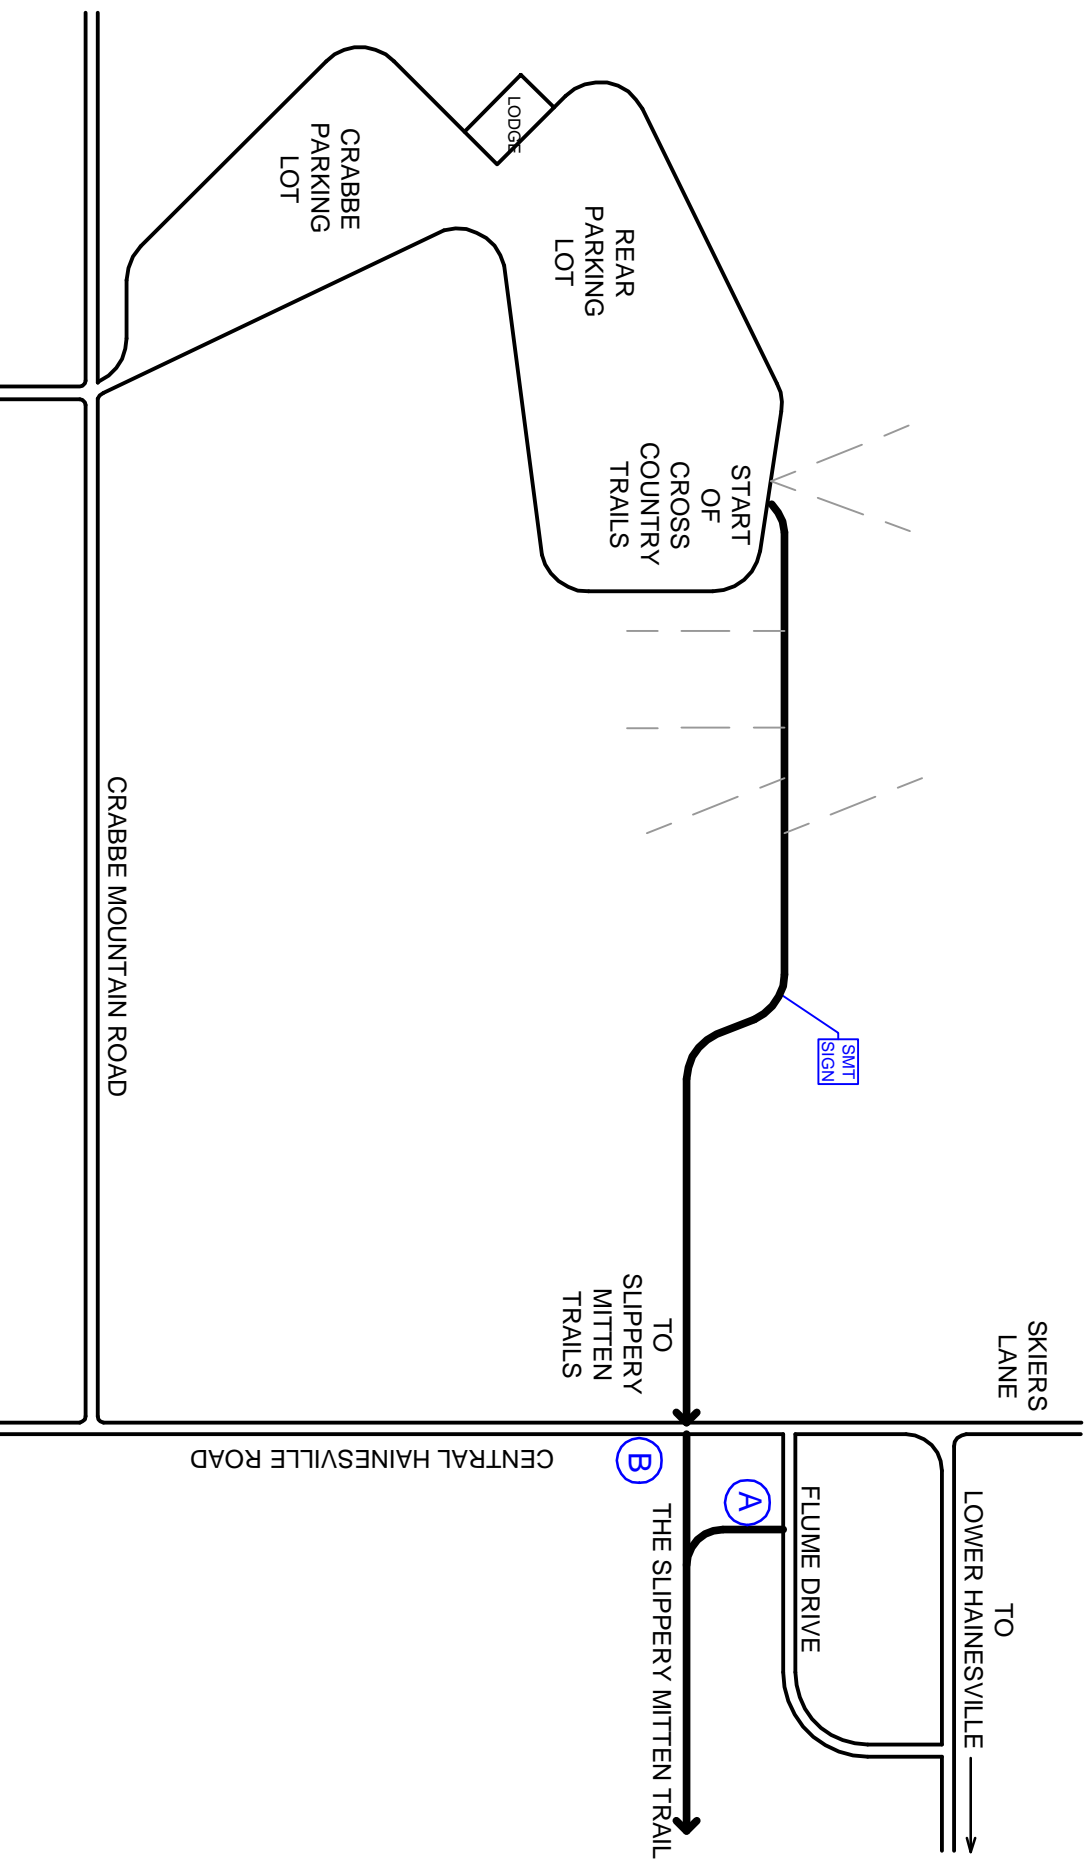 LODGE
CRABBE
PARKING
LOT
REAR
PARKING
LOT
START
OF
CROSS
COUNTRY
TRAILS
SMT
SIGN
CRABBE MOUNTAIN ROAD
TO
SLIPPERY
MITTEN
TRAILS
SKIERS
LANE
CENTRAL HAINESVILLE ROAD
B
A
FLUME DRIVE
THE SLIPPERY MITTEN TRAIL
TO
LOWER HAINESVILLE